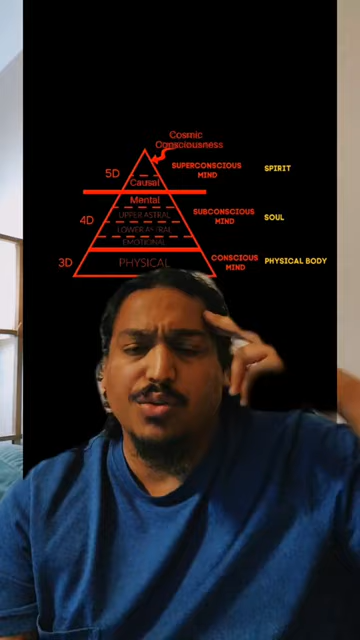 Cosmic
Consciousness
5D
SUPERCONSCIOUS
MIND
SPIRIT
Causal
Mental
4D
UPPER ASTRAL
SUBCONSCIOUS
MIND
SOUL
LOWER ASTRAL
EMOTIONAL
3D
PHYSICAL
CONSCIOUS
MIND
PHYSICAL BODY